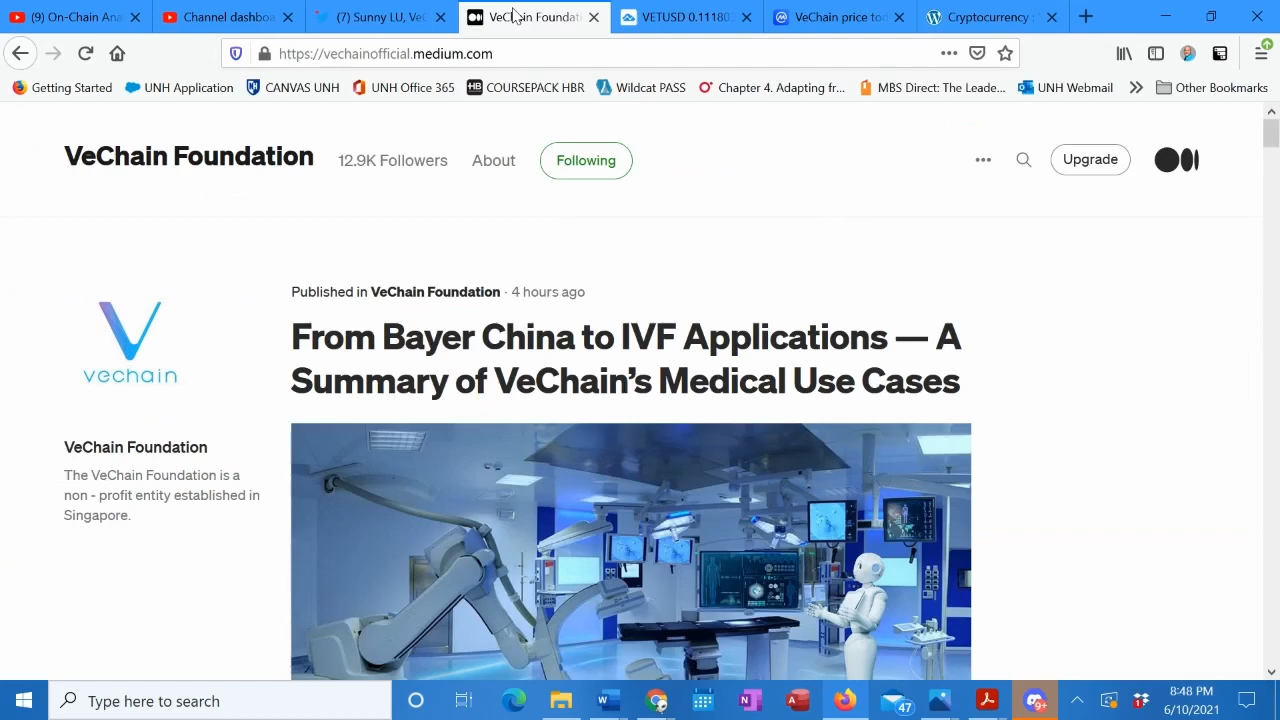 (9) On-Chain Ana
Channel dashboa
(7) Sunny LU, VeC
VeChain Foundati
VETUSD 0.11180
VeChain price tod
Cryptocurrency :
https://vechainofficial.medium.com
Getting Started
UNH Application
CANVAS UNH
UNH Office 365
HB
COURSEPACK HBR
Wildcat PASS
Chapter 4. Adapting fr...
MBS Direct: The Leade...
UNH Webmail
Other Bookmarks
VeChain Foundation
12.9K Followers
About
Following
Upgrade
Published in VeChain Foundation · 4 hours ago
From Bayer China to IVF Applications — A
Summary of VeChain’s Medical Use Cases
vechain
VeChain Foundation
The VeChain Foundation is a
non - profit entity established in
Singapore.
Type here to search
47
9+
8:48 PM
6/10/2021